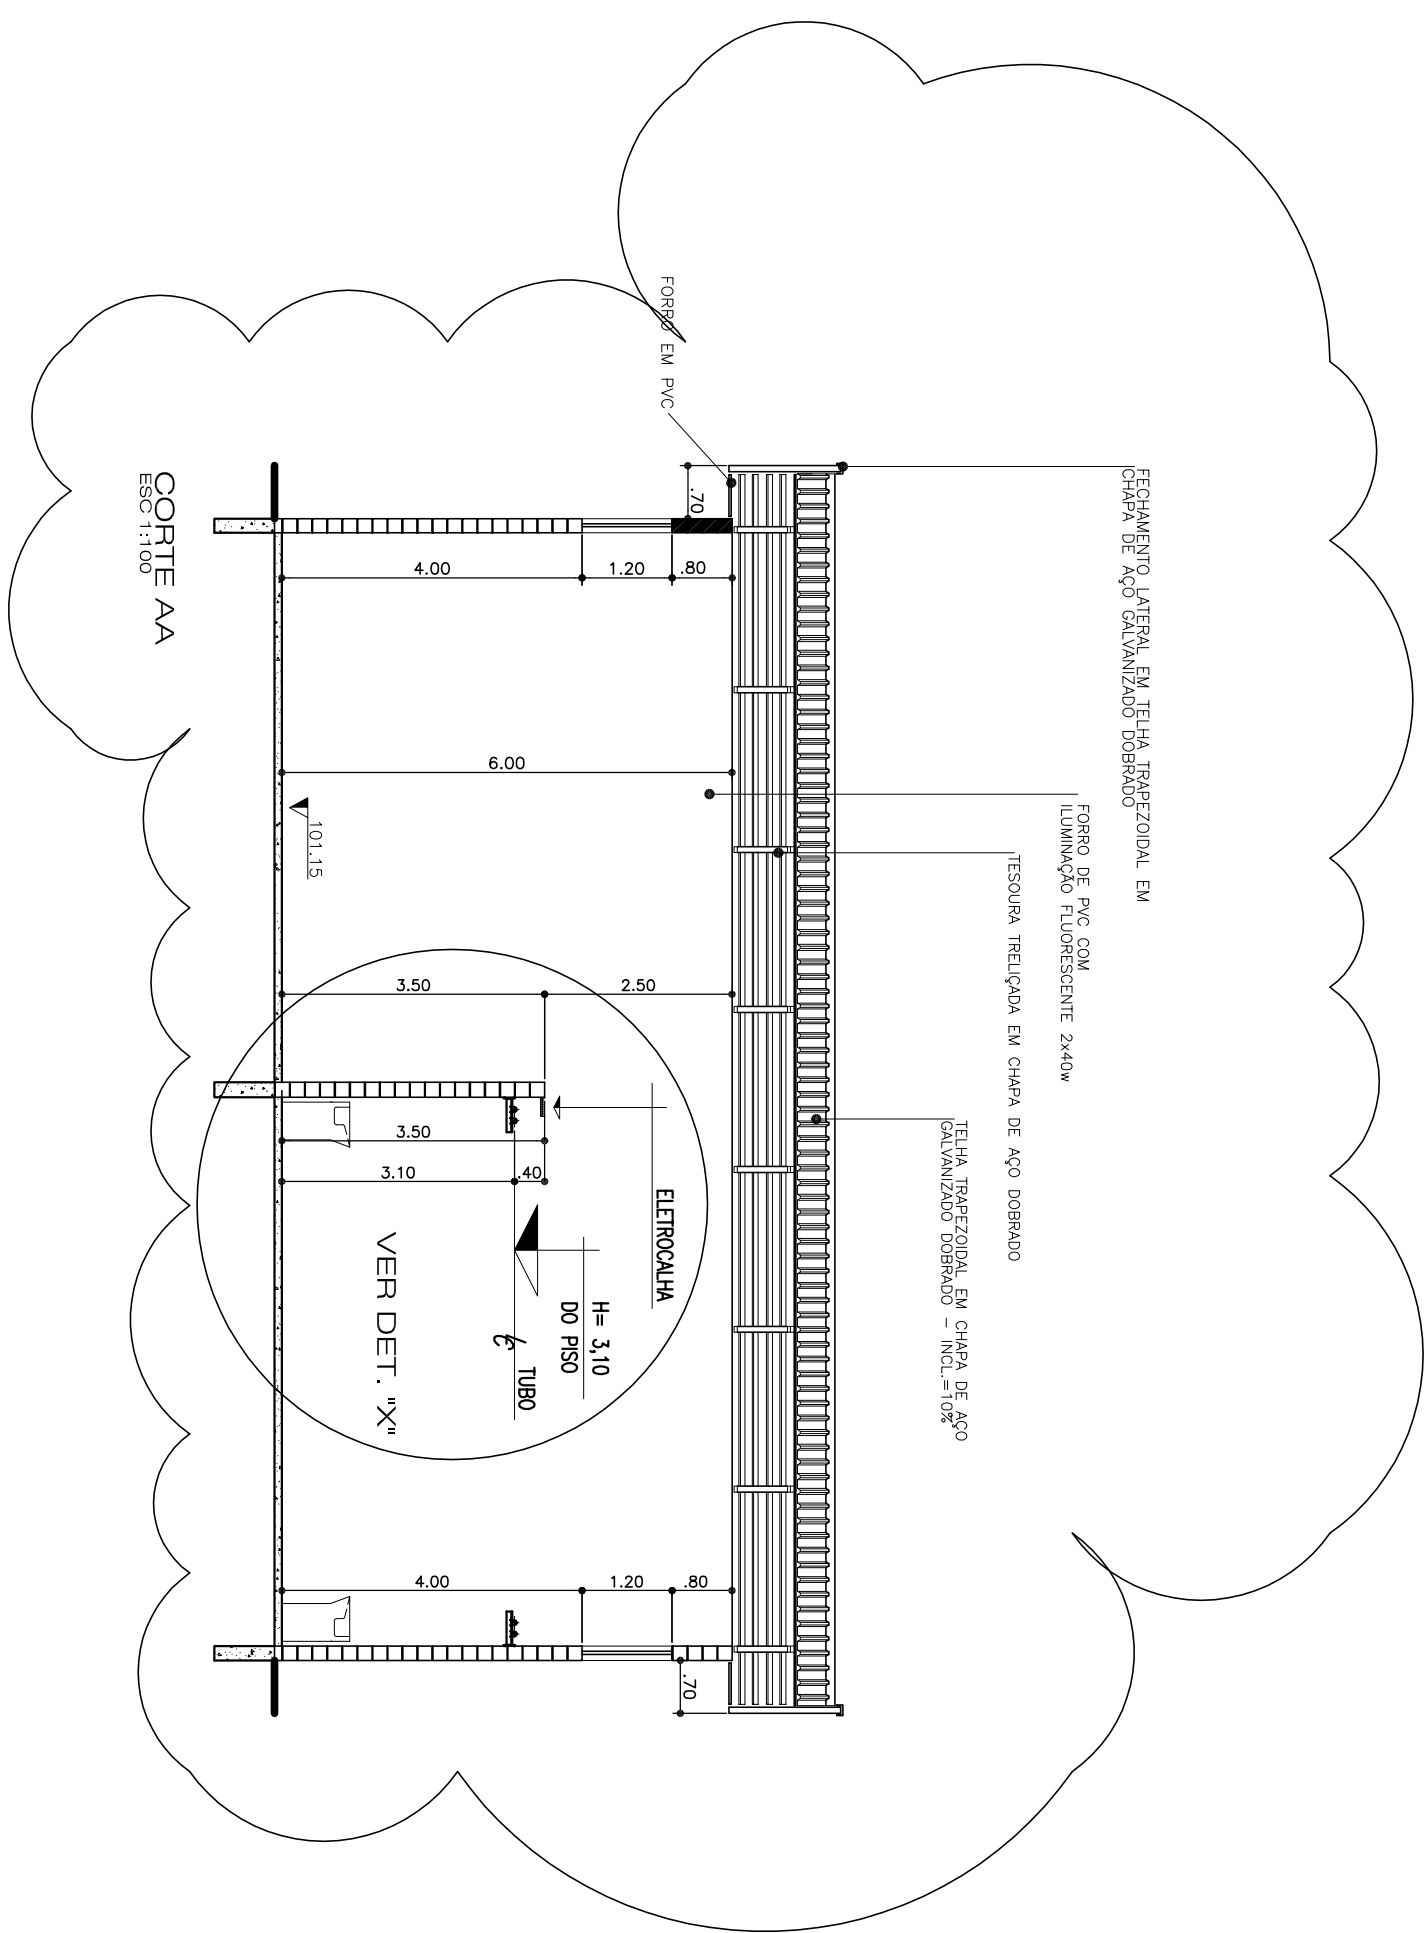 FECHAMENTO LATERAL EM TELHA TRAPEZOIDAL EM
CHAPA DE AÇO GALVANIZADO DOBRADO
FORRO DE PVC COM
ILUMINAÇÃO FLUORESCENTE 2x40w
TESOURA TRELIÇADA EM CHAPA DE AÇO DOBRADO
TELHA TRAPEZOIDAL EM CHAPA DE AÇO
GALVANIZADO DOBRADO - INCL.=10%
FORRO EM PVC
.70
.70
.80
1.20
4.00
6.00
2.50
3.50
.80
1.20
4.00
ELETROCALHA
H= 3,10
DO PISO
TUBO
3.50
.40
3.10
VER DET. "X"
101.15
CORTE AA
ESC 1:100